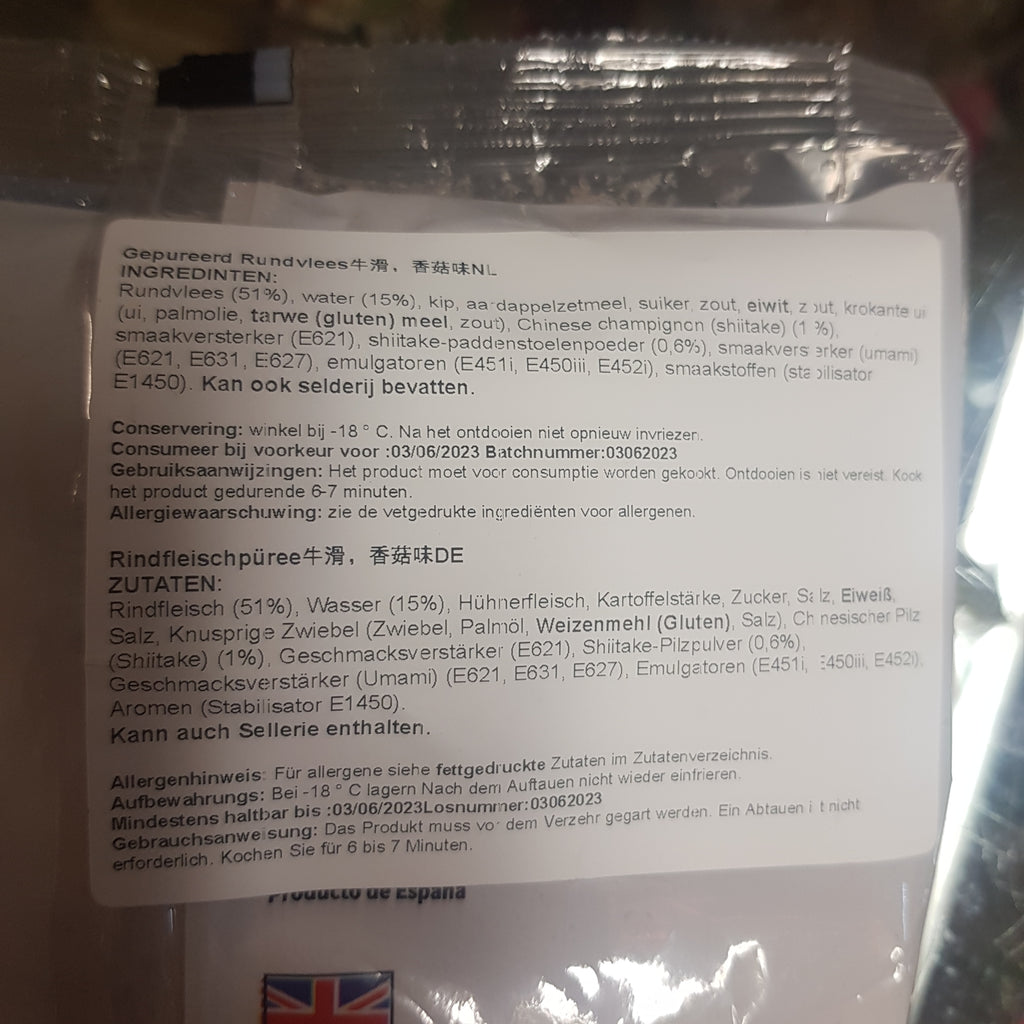 Gepureerd Rundvlees牛滑，香菇味NL
INGREDINTEN:
Rundvlees (51%), water (15%), kip, aardappelzetmeel, suiker, zout, eiwit, zout, krokante ui
(ui, palmolie, tarwe (gluten) meel, zout), Chinese champignon (shiitake) (1 %),
smaakversterker (E621), shiitake-paddenstoelenpoeder (0,6%), smaakversterker (umami)
(E621, E631, E627), emulgatoren (E451i, E450iii, E452i), smaakstoffen (stabilisator
E1450). Kan ook selderij bevatten.
Conservering: winkel bij -18 ° C. Na het ontdooien niet opnieuw invriezen.
Consumeer bij voorkeur voor :03/06/2023 Batchnummer:03062023
Gebruiksaanwijzingen: Het product moet voor consumptie worden gekookt. Ontdooien is niet vereist. Kook
het product gedurende 6-7 minuten.
Allergiewaarschuwing: zie de vetgedrukte ingrediënten voor allergenen.
Rindfleischpüree牛滑，香菇味DE
ZUTATEN:
Rindfleisch (51%), Wasser (15%), Hühnerfleisch, Kartoffelstärke, Zucker, Salz, Eiweiß,
Salz, Knusprige Zwiebel (Zwiebel, Palmöl, Weizenmehl (Gluten), Salz), Chinesischer Pilz
(Shiitake) (1%), Geschmacksverstärker (E621), Shiitake-Pilzpulver (0,6%),
Geschmacksverstärker (Umami) (E621, E631, E627), Emulgatoren (E451i, E450iii, E452i),
Aromen (Stabilisator E1450).
Kann auch Sellerie enthalten.
Allergenhinweis: Für allergene siehe fettgedruckte Zutaten im Zutatenverzeichnis.
Aufbewahrungs: Bei -18 ° C lagern Nach dem Auftauen nicht wieder einfrieren.
Mindestens haltbar bis :03/06/2023Losnummer:03062023
Gebrauchsanweisung: Das Produkt muss vor dem Verzehr gegart werden. Ein Abtauen ist nicht
erforderlich. Kochen Sie für 6 bis 7 Minuten.
Producto de España